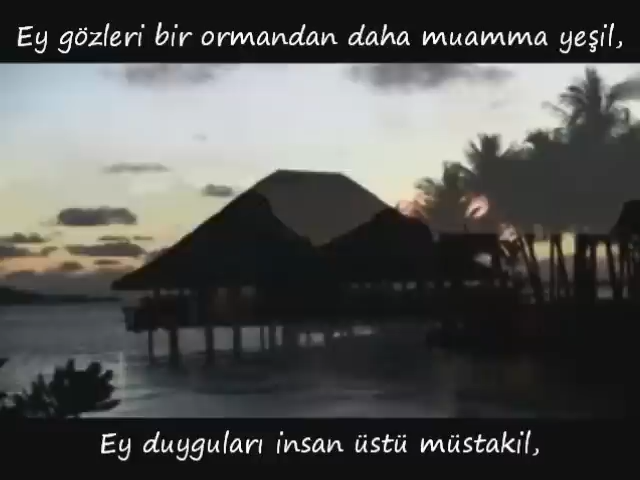 Ey gözleri bir ormandan daha muamma yeşil,
Ey duyguları insan üstü müstakil,